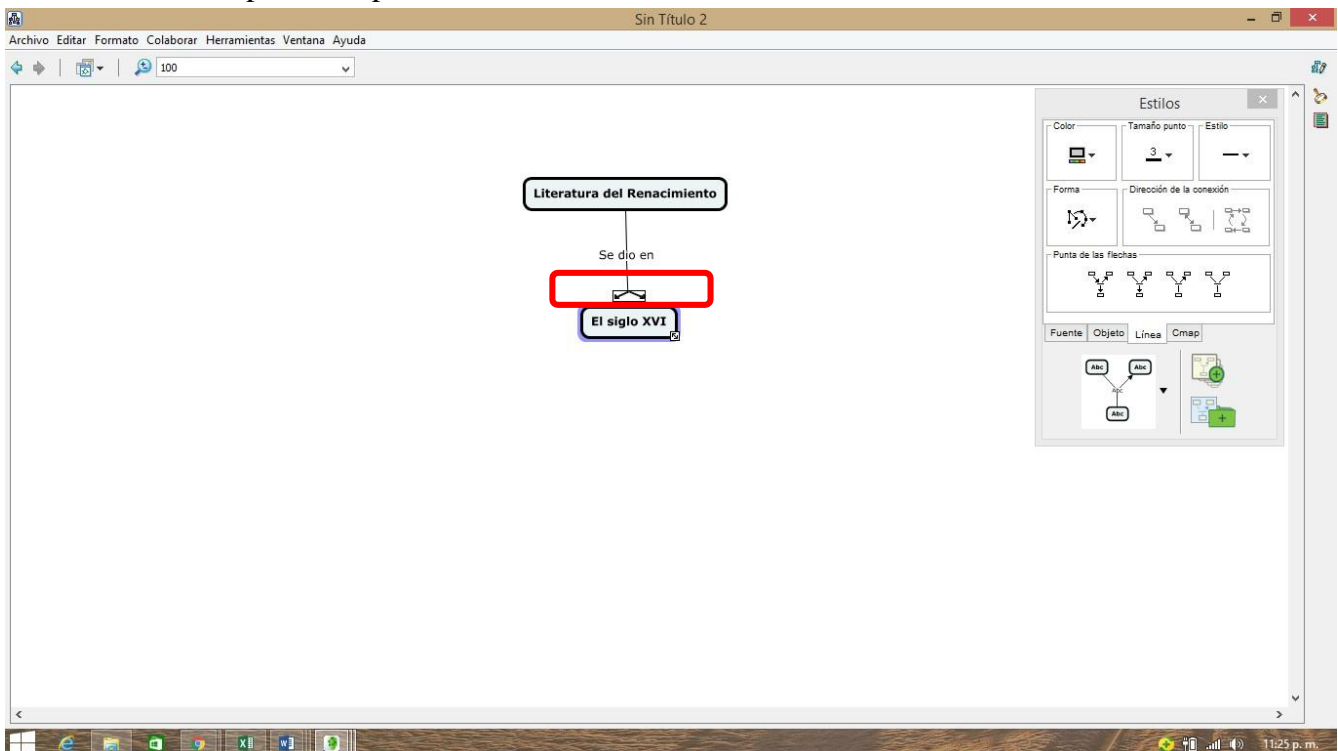 Sin Título 2
Archivo Editar Formato Colaborar Herramientas Ventana Ayuda
100
Estilos
Color
Tamaño punto
Estilo
3
Forma
Dirección de la conexión
Punta de las flechas
Fuente Objeto Línea Cmap
Abc Abc
Abc
Abc
Literatura del Renacimiento
Se dio en
El siglo XVI
11:25 p. m.